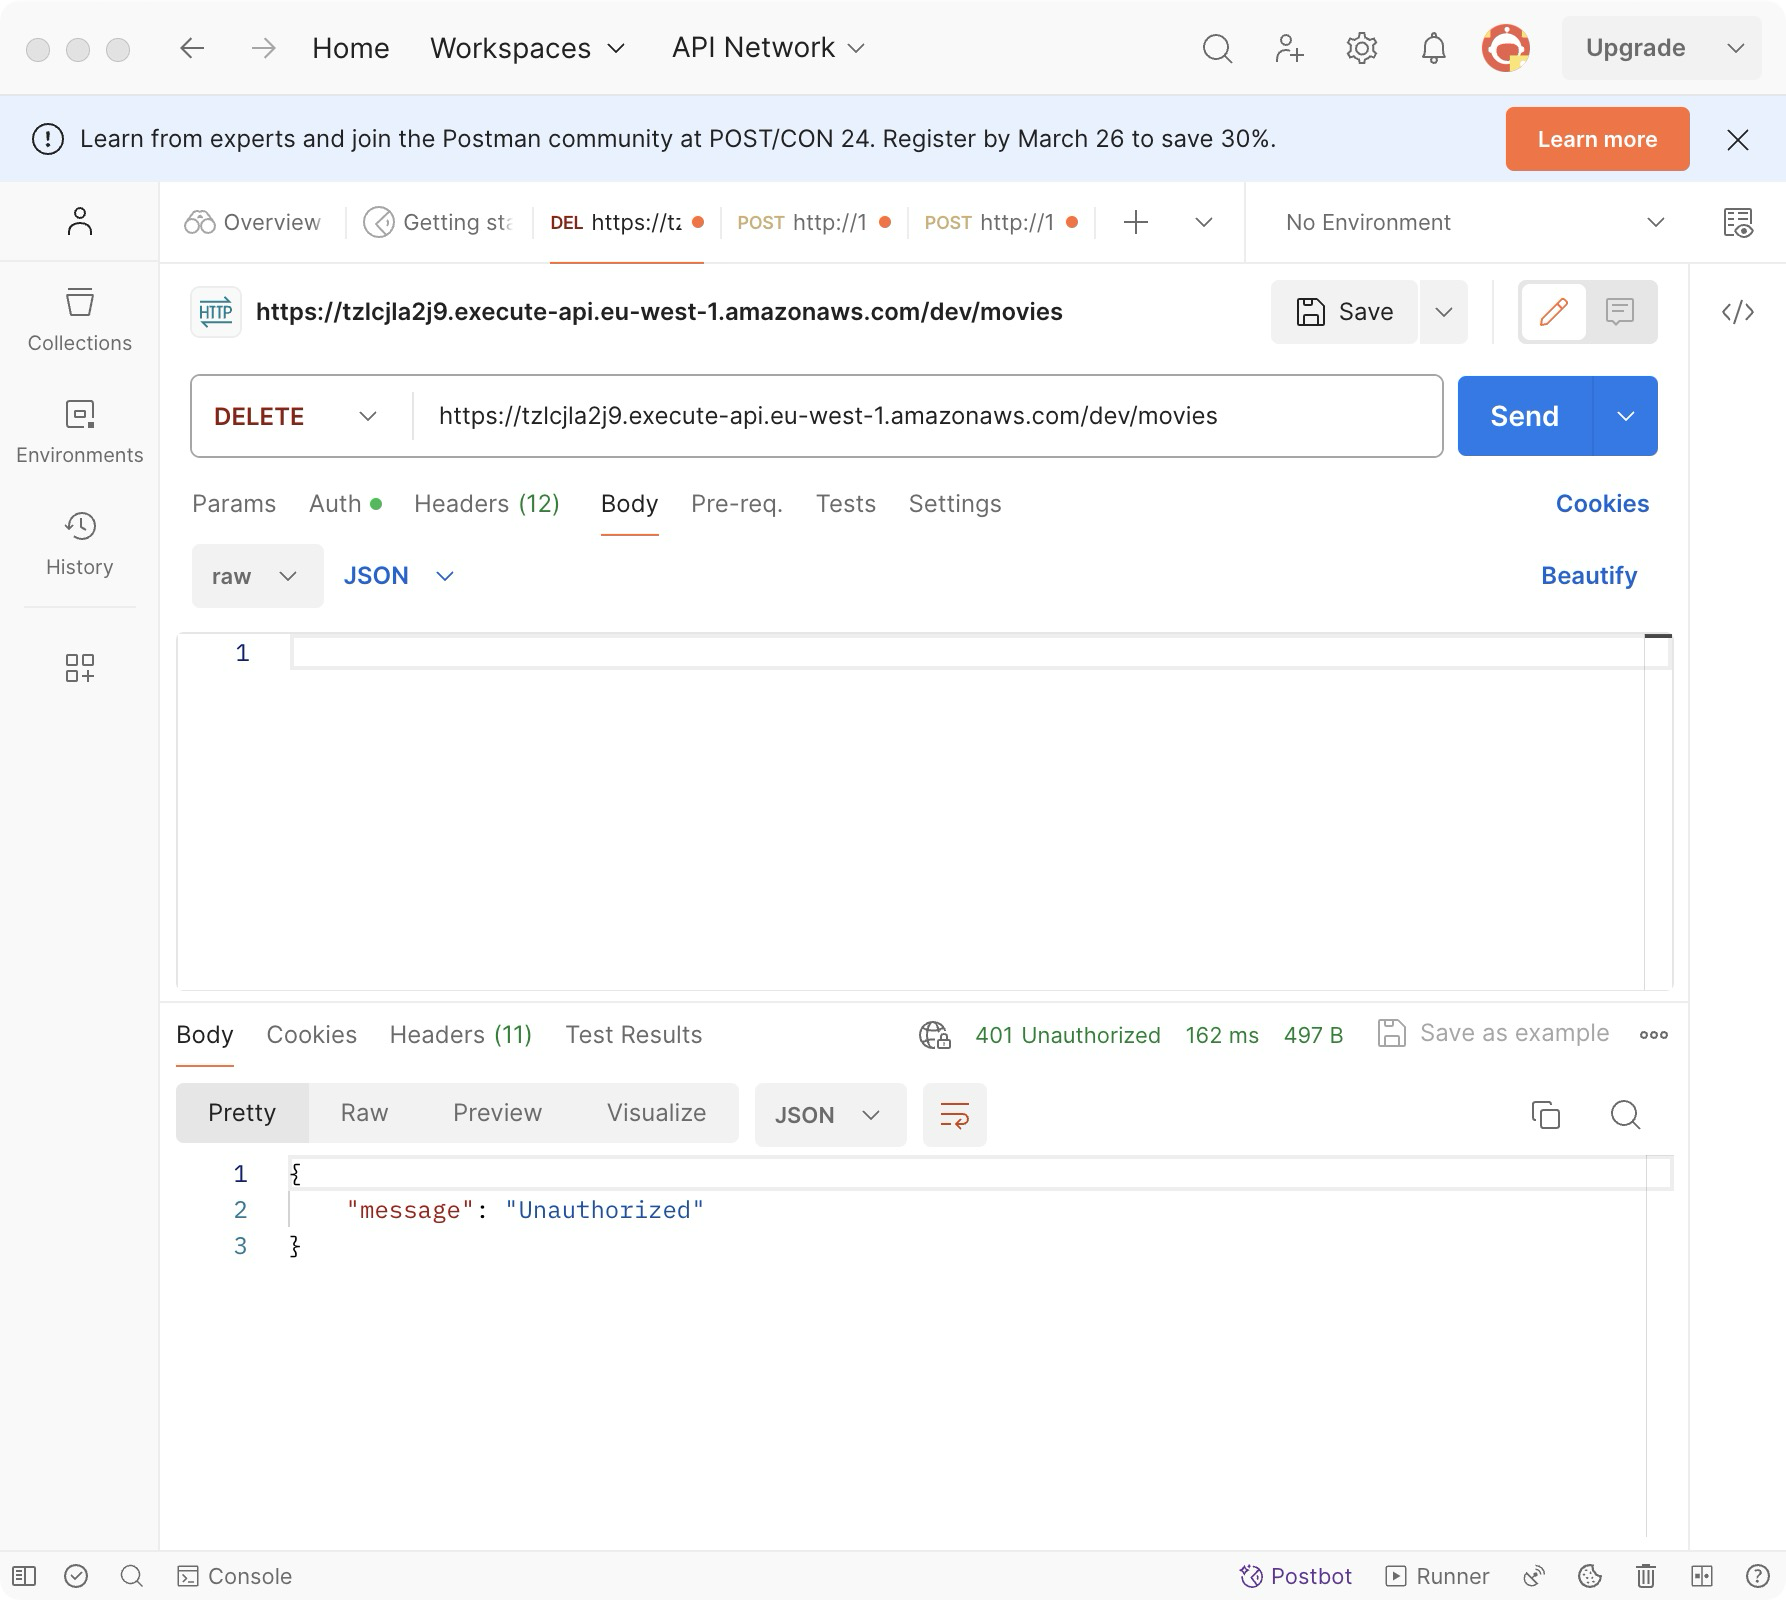 Home Workspaces API Network Upgrade
Learn from experts and join the Postman community at POST/CON 24. Register by March 26 to save 30%. Learn more
Overview Getting sta DEL https://tz POST http://1 POST http://1 No Environment
Collections
Environments
History
HTTP https://tzlcjla2j9.execute-api.eu-west-1.amazonaws.com/dev/movies Save
DELETE https://tzlcjla2j9.execute-api.eu-west-1.amazonaws.com/dev/movies Send
Params Auth Headers (12) Body Pre-req. Tests Settings Cookies
raw JSON Beautify
1
Body Cookies Headers (11) Test Results 401 Unauthorized 162 ms 497 B Save as example
Pretty Raw Preview Visualize JSON
1 {
2 "message": "Unauthorized"
3 }
Console Postbot Runner